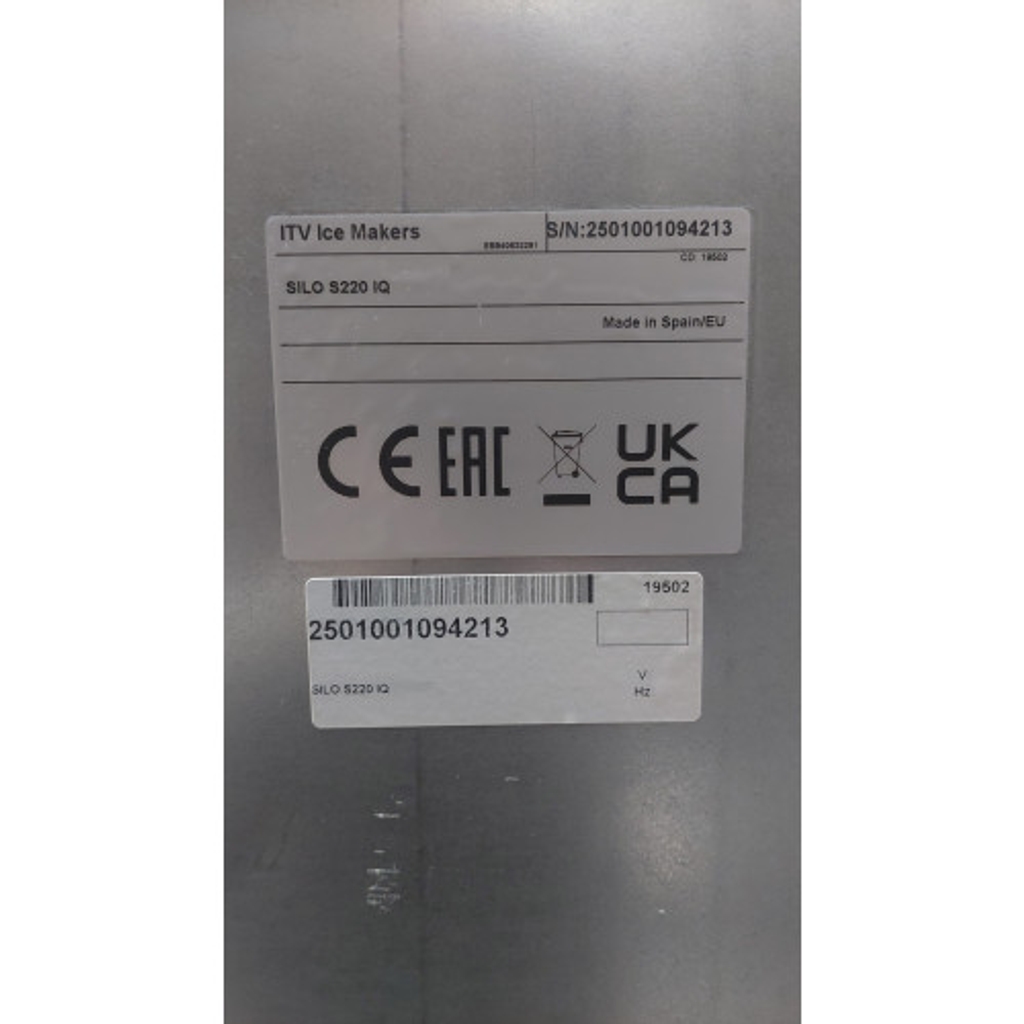 ITV Ice Makers
S/N:2501001094213
CD: 19502
SILO S220 IQ
Made in Spain/EU
CE EAC UK
CA
19502
2501001094213
V
SILO S220 IQ
Hz